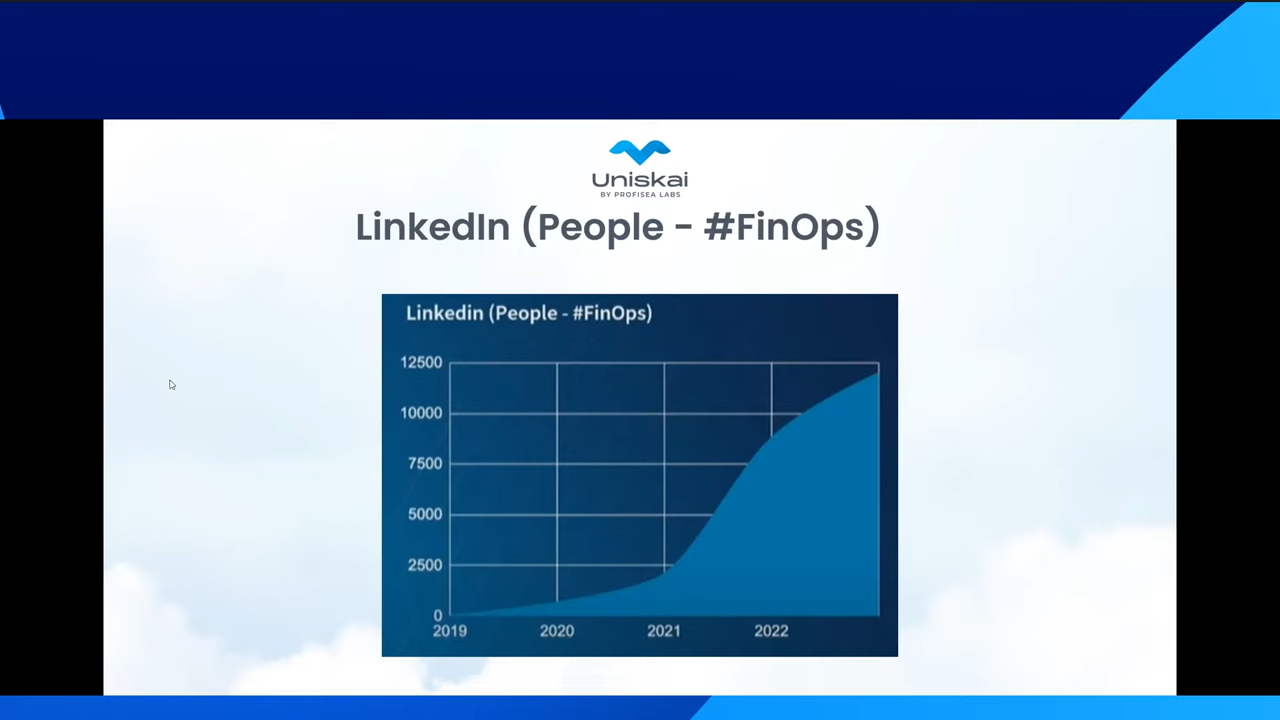 Uniskai
BY PROFISEA LABS
LinkedIn (People - #FinOps)
Linkedin (People - #FinOps)
12500
10000
7500
5000
2500
0
2019 2020 2021 2022